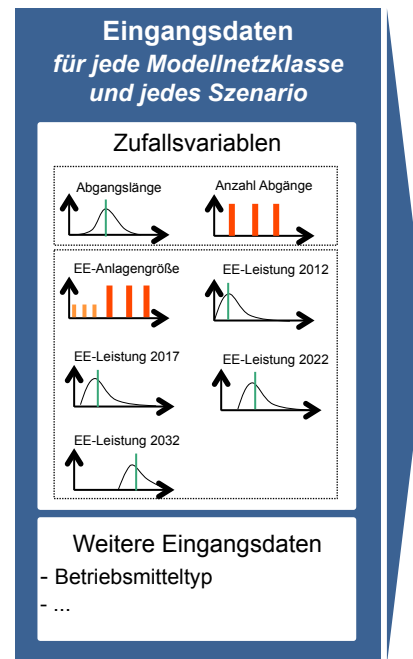 Eingangsdaten
für jede Modellnetzklasse
und jedes Szenario
Zufallsvariablen
Abgangslänge
Anzahl Abgänge
EE-Anlagengröße
EE-Leistung 2012
EE-Leistung 2017
EE-Leistung 2022
EE-Leistung 2032
Weitere Eingangsdaten
- Betriebsmitteltyp
- ...